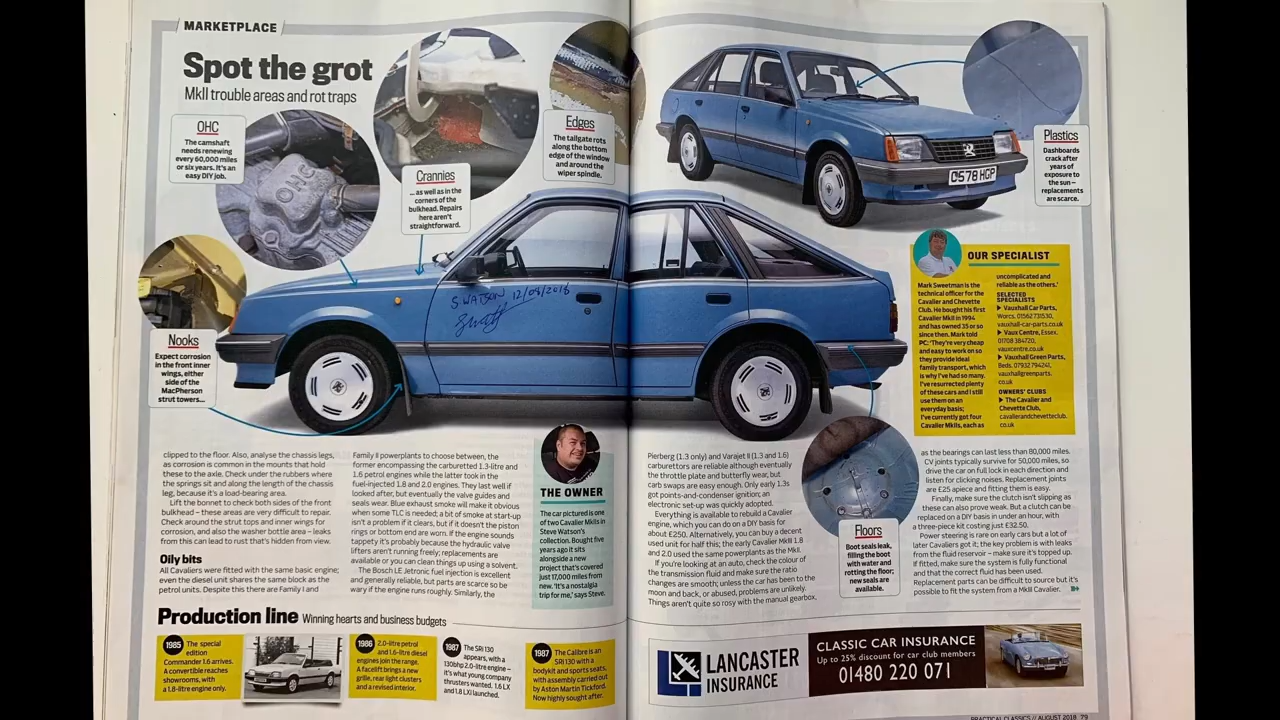 MARKETPLACE
Spot the grot
MkII trouble areas and rot traps
OHC
The camshaft
needs renewing
every 60,000 miles
or six years. It's an
easy DIY job.
OHC
Crannies
... as well as in the
corners of the
bulkhead. Repairs
here aren't
straightforward.
Edges
The tailgate rots
along the bottom
edge of the window
and around the
wiper spindle.
Plastics
Dashboards
crack after
years of
exposure to
the sun –
replacements
are scarce.
C578 HGP
Nooks
Expect corrosion
in the front inner
wings, either
side of the
MacPherson
strut towers...
S. WATSON 12/08/2018
OUR SPECIALIST
Mark Sweetman is the
technical officer for the
Cavalier and Chevette
Club. He bought his first
Cavalier MkII in 1994
and has owned 35 or so
since then. Mark told
PC: 'They're very cheap
and easy to work on so
they provide ideal
family transport, which
is why I've had so many.
I've resurrected plenty
of these cars and I still
use them on an
everyday basis;
I've currently got four
Cavalier MkIIs, each as
uncomplicated and
reliable as the others.'
SELECTED
SPECIALISTS
▶ Vauxhall Car Parts,
Worcs. 01562 731530,
vauxhall-car-parts.co.uk
▶ Vaux Centre, Essex.
01708 384720,
vauxcentre.co.uk
▶ Vauxhall Green Parts,
Beds. 07932 794241,
vauxhallgreenparts.
co.uk
OWNERS' CLUBS
▶ The Cavalier and
Chevette Club,
cavalierandchevetteclub.
co.uk
clipped to the floor. Also, analyse the chassis legs,
as corrosion is common in the mounts that hold
these to the axle. Check under the rubbers where
the springs sit and along the length of the chassis
leg, because it's a load-bearing area.
Lift the bonnet to check both sides of the front
bulkhead – these areas are very difficult to repair.
Check around the strut tops and inner wings for
corrosion, and also the washer bottle area – leaks
from this can lead to rust that's hidden from view.
Oily bits
All Cavaliers were fitted with the same basic engine;
even the diesel unit shares the same block as the
petrol units. Despite this there are Family I and
Family II powerplants to choose between, the
former encompassing the carburetted 1.3-litre and
1.6 petrol engines while the latter took in the
fuel-injected 1.8 and 2.0 engines. They last well if
looked after, but eventually the valve guides and
seals wear. Blue exhaust smoke will make it obvious
when some TLC is needed; a bit of smoke at start-up
isn't a problem if it clears, but if it doesn't the piston
rings or bottom end are worn. If the engine sounds
tappety it's probably because the hydraulic valve
lifters aren't running freely; replacements are
available or you can clean things up using a solvent.
The Bosch LE Jetronic fuel injection is excellent
and generally reliable, but parts are scarce so be
wary if the engine runs roughly. Similarly, the
THE OWNER
The car pictured is one
of two Cavalier MkIIs in
Steve Watson's
collection. Bought five
years ago it sits
alongside a new
project that's covered
just 17,000 miles from
new. 'It's a nostalgia
trip for me,' says Steve.
Pierberg (1.3 only) and Varajet II (1.3 and 1.6)
carburettors are reliable although eventually
the throttle plate and butterfly wear, but
carb swaps are easy enough. Only early 1.3s
got points-and-condenser ignition; an
electronic set-up was quickly adopted.
Everything is available to rebuild a Cavalier
engine, which you can do on a DIY basis for
about £250. Alternatively, you can buy a decent
used unit for half this; the early Cavalier MkIII 1.8
and 2.0 used the same powerplants as the MkII.
If you're looking at an auto, check the colour of
the transmission fluid and make sure the ratio
changes are smooth; unless the car has been to the
moon and back, or abused, problems are unlikely.
Things aren't quite so rosy with the manual gearbox,
Floors
Boot seals leak,
filling the boot
with water and
rotting the floor;
new seals are
available.
as the bearings can last less than 80,000 miles.
CV joints typically survive for 50,000 miles, so
drive the car on full lock in each direction and
listen for clicking noises. Replacement joints
are £25 apiece and fitting them is easy.
Finally, make sure the clutch isn't slipping as
these can also prove weak. But a clutch can be
replaced on a DIY basis in under an hour, with
a three-piece kit costing just £32.50.
Power steering is rare on early cars but a lot of
later Cavaliers got it; the key problem is with leaks
from the fluid reservoir – make sure it's topped up.
If fitted, make sure the system is fully functional
and that the correct fluid has been used.
Replacement parts can be difficult to source but it's
possible to fit the system from a MkIII Cavalier.
Production line Winning hearts and business budgets
1985 The special
edition
Commander 1.6 arrives.
A convertible reaches
showrooms, with
a 1.8-litre engine only.
1986 2.0-litre petrol
and 1.6-litre diesel
engines join the range.
A facelift brings a new
grille, rear light clusters
and a revised interior.
1987 The SRi 130
appears, with a
130bhp 2.0-litre engine –
it's what young company
thrusters wanted. 1.6 LX
and 1.8 LXi launched.
1987 The Calibre is an
SRi 130 with a
bodykit and sports seats,
with assembly carried out
by Aston Martin Tickford.
Now highly sought after.
LANCASTER
INSURANCE
CLASSIC CAR INSURANCE
Up to 25% discount for car club members
01480 220 071
PRACTICAL CLASSICS // AUGUST 2018 79